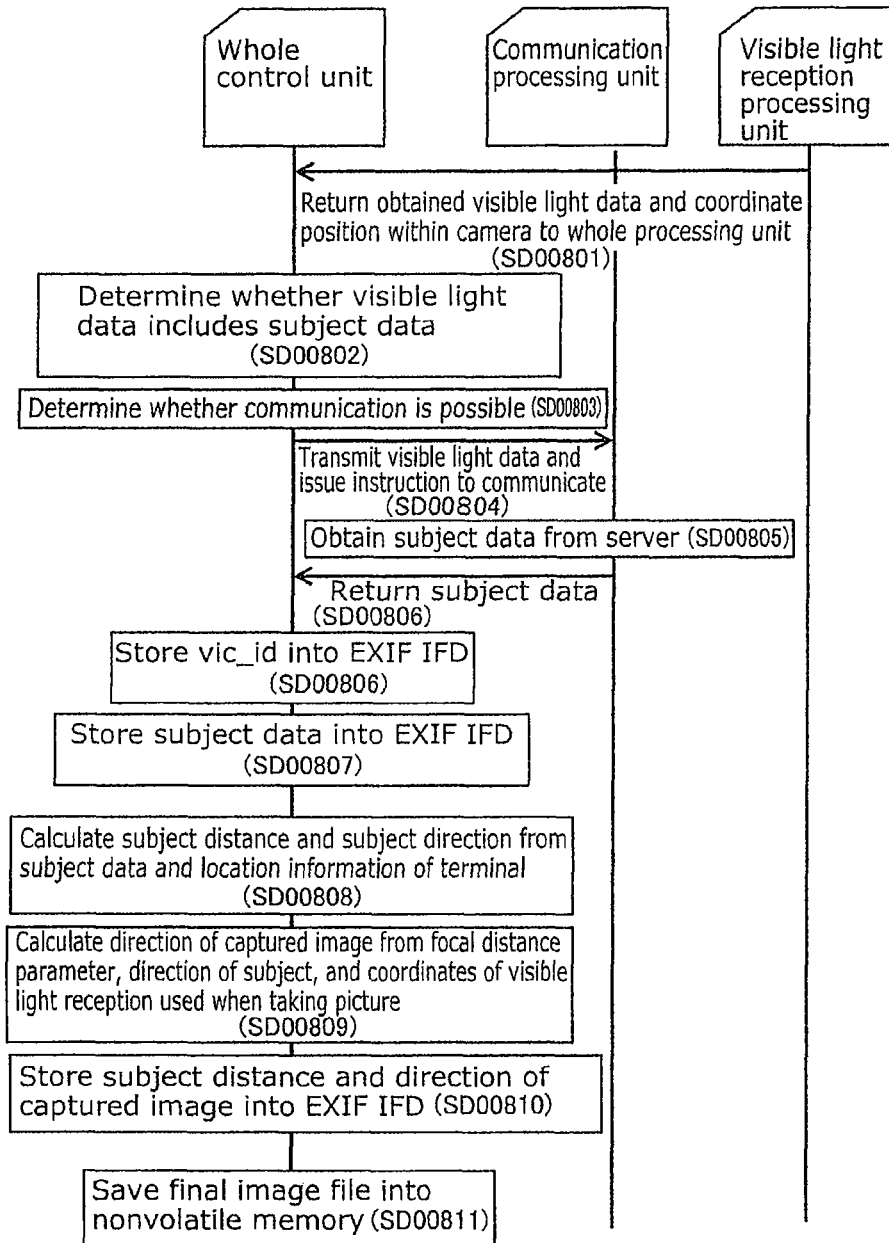 Whole
control unit
Communication
processing unit
Visible light
reception
processing
unit
Return obtained visible light data and coordinate
position within camera to whole processing unit
(SD00801)
Determine whether visible light
data includes subject data
(SD00802)
Determine whether communication is possible (SD00803)
Transmit visible light data and
issue instruction to communicate
(SD00804)
Obtain subject data from server (SD00805)
Return subject data
(SD00806)
Store vic_id into EXIF IFD
(SD00806)
Store subject data into EXIF IFD
(SD00807)
Calculate subject distance and subject direction from
subject data and location information of terminal
(SD00808)
Calculate direction of captured image from focal distance
parameter, direction of subject, and coordinates of visible
light reception used when taking picture
(SD00809)
Store subject distance and direction of
captured image into EXIF IFD (SD00810)
Save final image file into
nonvolatile memory (SD00811)